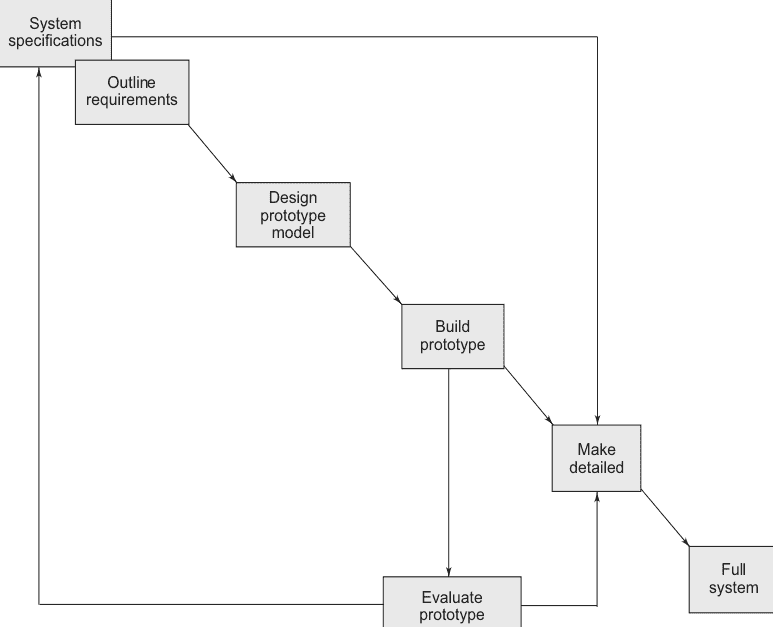 System
specifications
Outline
requirements
Design
prototype
model
Build
prototype
Make
detailed
Full
system
Evaluate
prototype